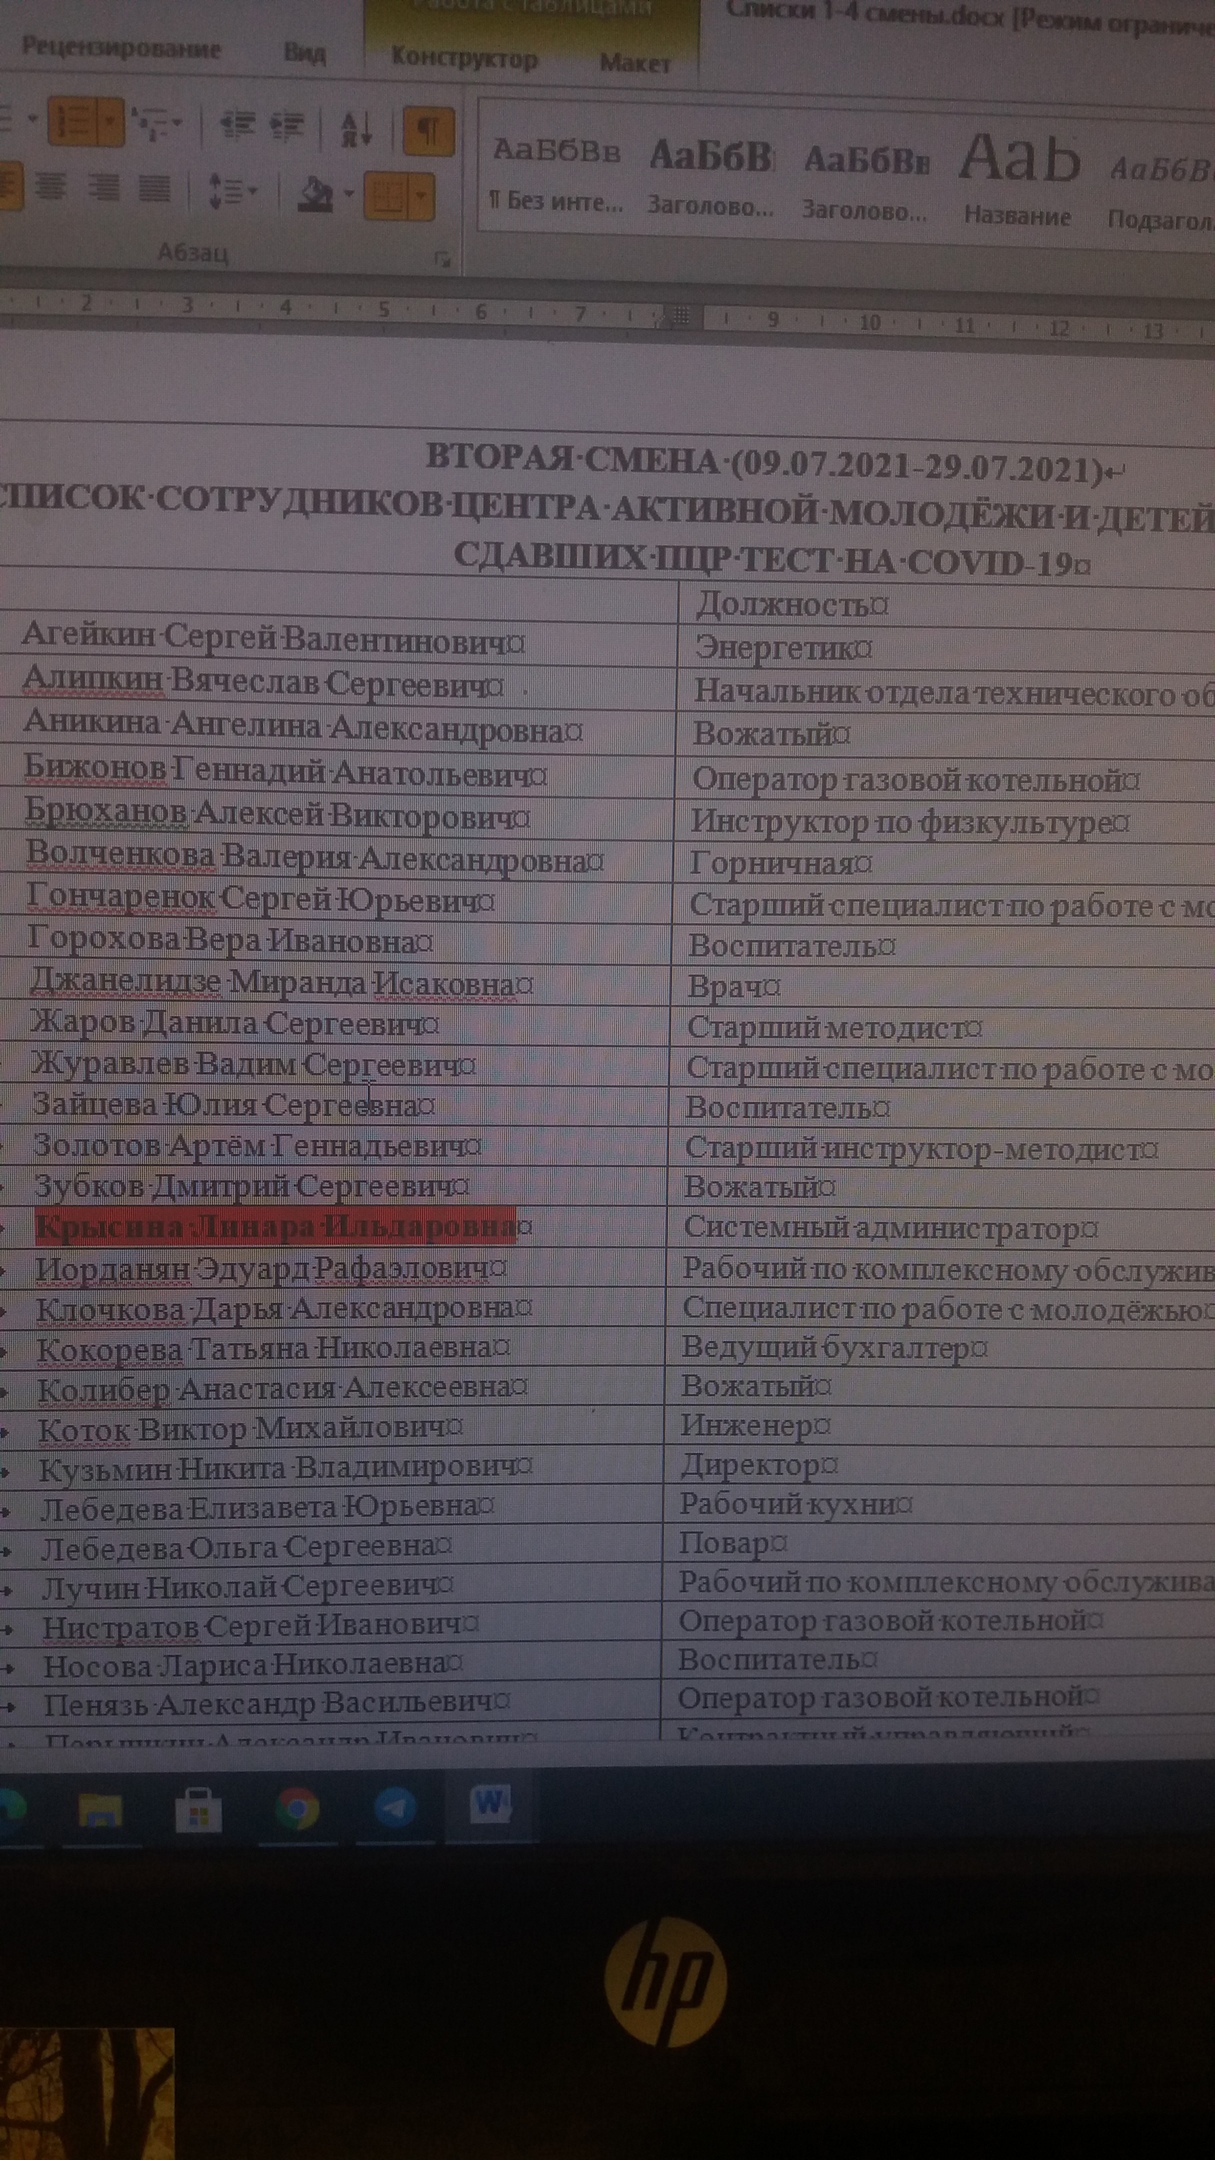 Работа с таблицами
Списки 1-4 смены.docx [Режим ограниче
Рецензирование Вид Конструктор Макет
АаБбВв АаБбВ АаБбВв Aab АаБбВ
¶ Без инте... Заголово... Заголово... Название Подзагол
Абзац
2 3 4 5 6 7 9 10 11 12 13
ВТОРАЯ СМЕНА (09.07.2021-29.07.2021)
СПИСОК СОТРУДНИКОВ ЦЕНТРА АКТИВНОЙ МОЛОДЁЖИ И ДЕТЕЙ
СДАВШИХ ПЦР ТЕСТ НА COVID-19
Должность
Агейкин Сергей Валентинович Энергетик
Алипкин Вячеслав Сергеевич Начальник отдела технического об
Аникина Ангелина Александровна Вожатый
Бижонов Геннадий Анатольевич Оператор газовой котельной
Брюханов Алексей Викторович Инструктор по физкультуре
Волченкова Валерия Александровна Горничная
Гончаренок Сергей Юрьевич Старший специалист по работе с мо
Горохова Вера Ивановна Воспитатель
Джанелидзе Миранда Исаковна Врач
Жаров Данила Сергеевич Старший методист
Журавлев Вадим Сергеевич Старший специалист по работе с мо
Зайцева Юлия Сергеевна Воспитатель
Золотов Артём Геннадьевич Старший инструктор-методист
Зубков Дмитрий Сергеевич Вожатый
Крысина Линара Ильдаровна Системный администратор
Иорданян Эдуард Рафаэлович Рабочий по комплексному обслужив
Клочкова Дарья Александровна Специалист по работе с молодёжью
Кокорева Татьяна Николаевна Ведущий бухгалтер
Колибер Анастасия Алексеевна Вожатый
Коток Виктор Михайлович Инженер
Кузьмин Никита Владимирович Директор
Лебедева Елизавета Юрьевна Рабочий кухни
Лебедева Ольга Сергеевна Повар
Лучин Николай Сергеевич Рабочий по комплексному обслужива
Нистратов Сергей Иванович Оператор газовой котельной
Носова Лариса Николаевна Воспитатель
Пенязь Александр Васильевич Оператор газовой котельной
Александр Иванович Контрактный управляющий
hp